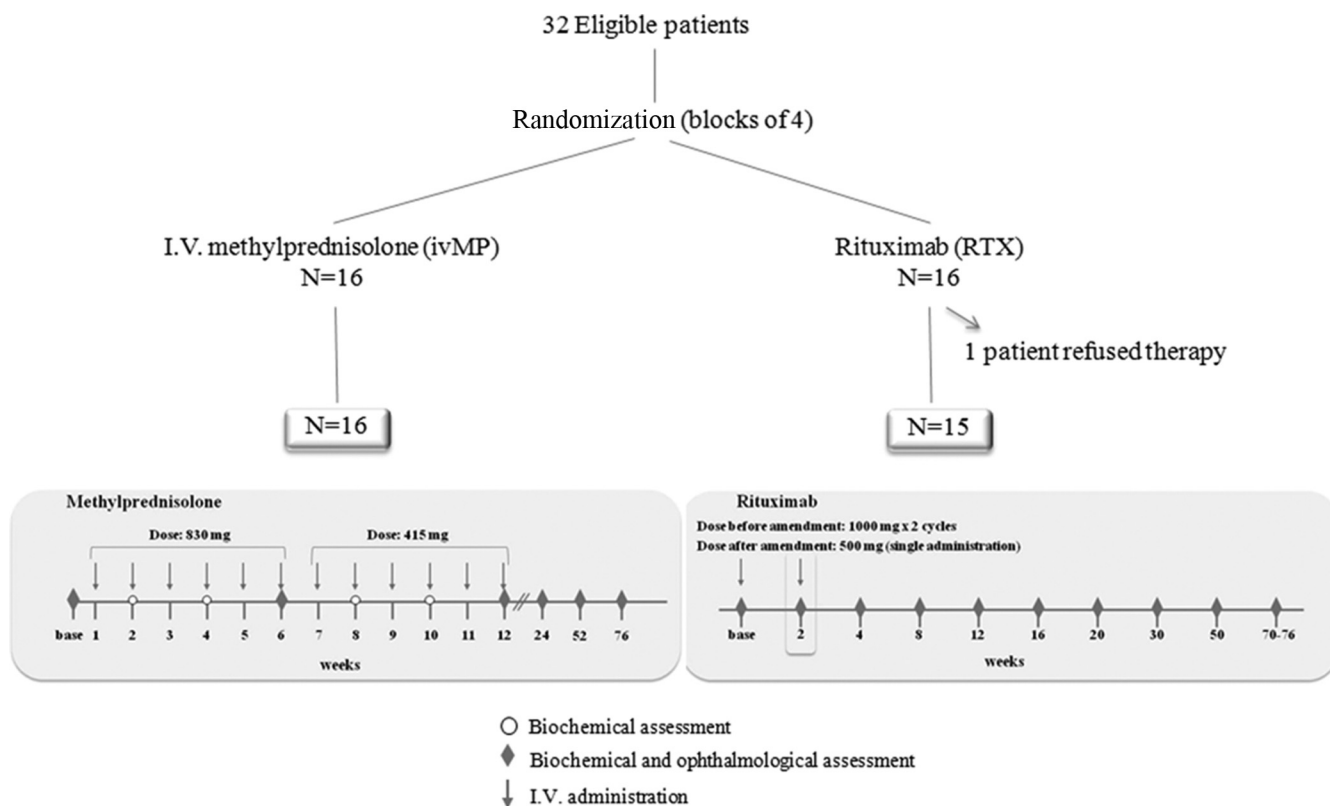 32 Eligible patients
Randomization (blocks of 4)
I.V. methylprednisolone (ivMP)
N=16
Rituximab (RTX)
N=16
1 patient refused therapy
N=16
N=15
Methylprednisolone
Dose: 830 mg
Dose: 415 mg
base 1 2 3 4 5 6 7 8 9 10 11 12 24 52 76
weeks
Rituximab
Dose before amendment: 1000 mg x 2 cycles
Dose after amendment: 500 mg (single administration)
base 2 4 8 12 16 20 30 50 70-76
weeks
Biochemical assessment
Biochemical and ophthalmological assessment
I.V. administration